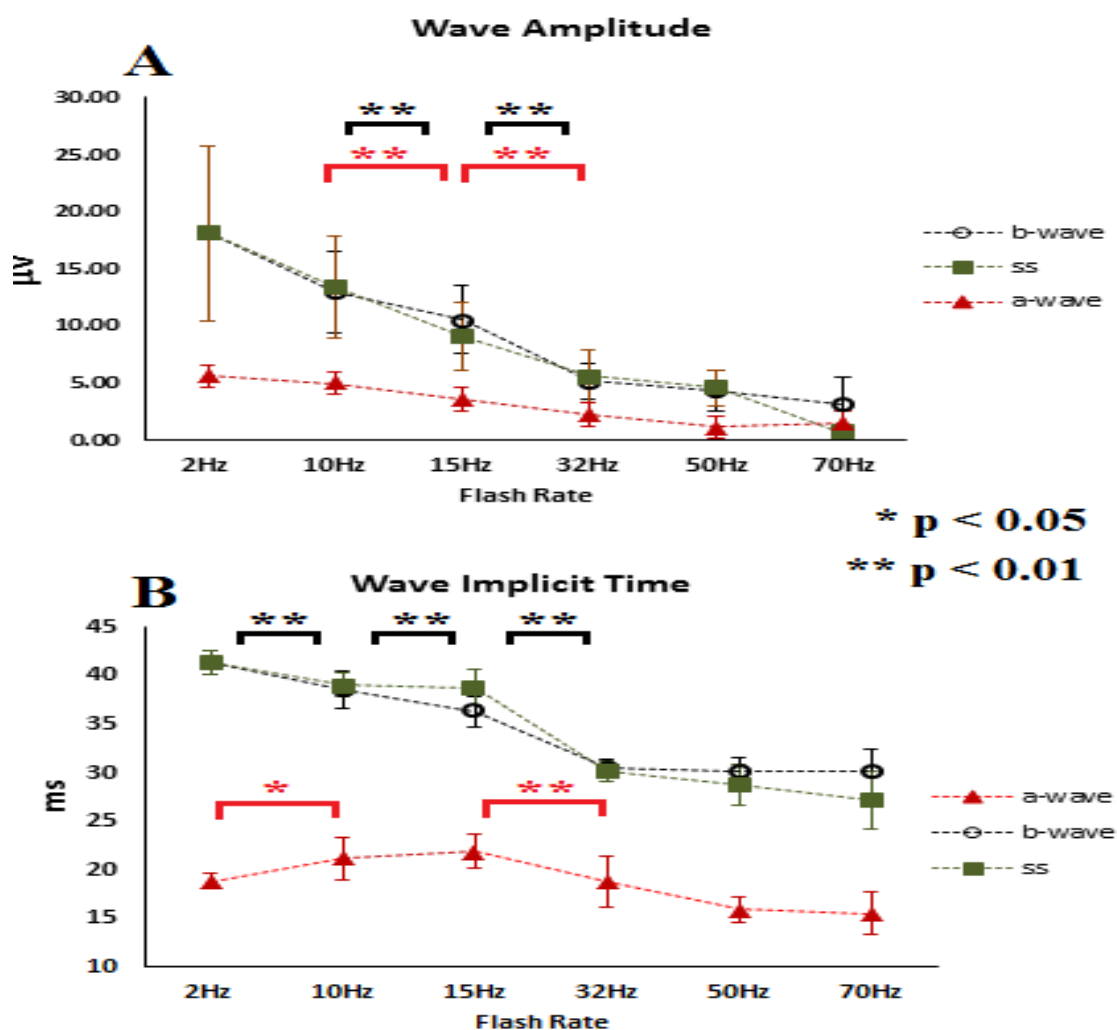 Wave Amplitude
A
30.00
25.00
20.00
15.00
10.00
5.00
0.00
μv
** **
** **
b-wave
ss
a-wave
2Hz 10Hz 15Hz 32Hz 50Hz 70Hz
Flash Rate
* p < 0.05
** p < 0.01
Wave Implicit Time
B
45
40
35
30
25
20
15
10
ms
** ** **
* **
a-wave
b-wave
ss
2Hz 10Hz 15Hz 32Hz 50Hz 70Hz
Flash Rate